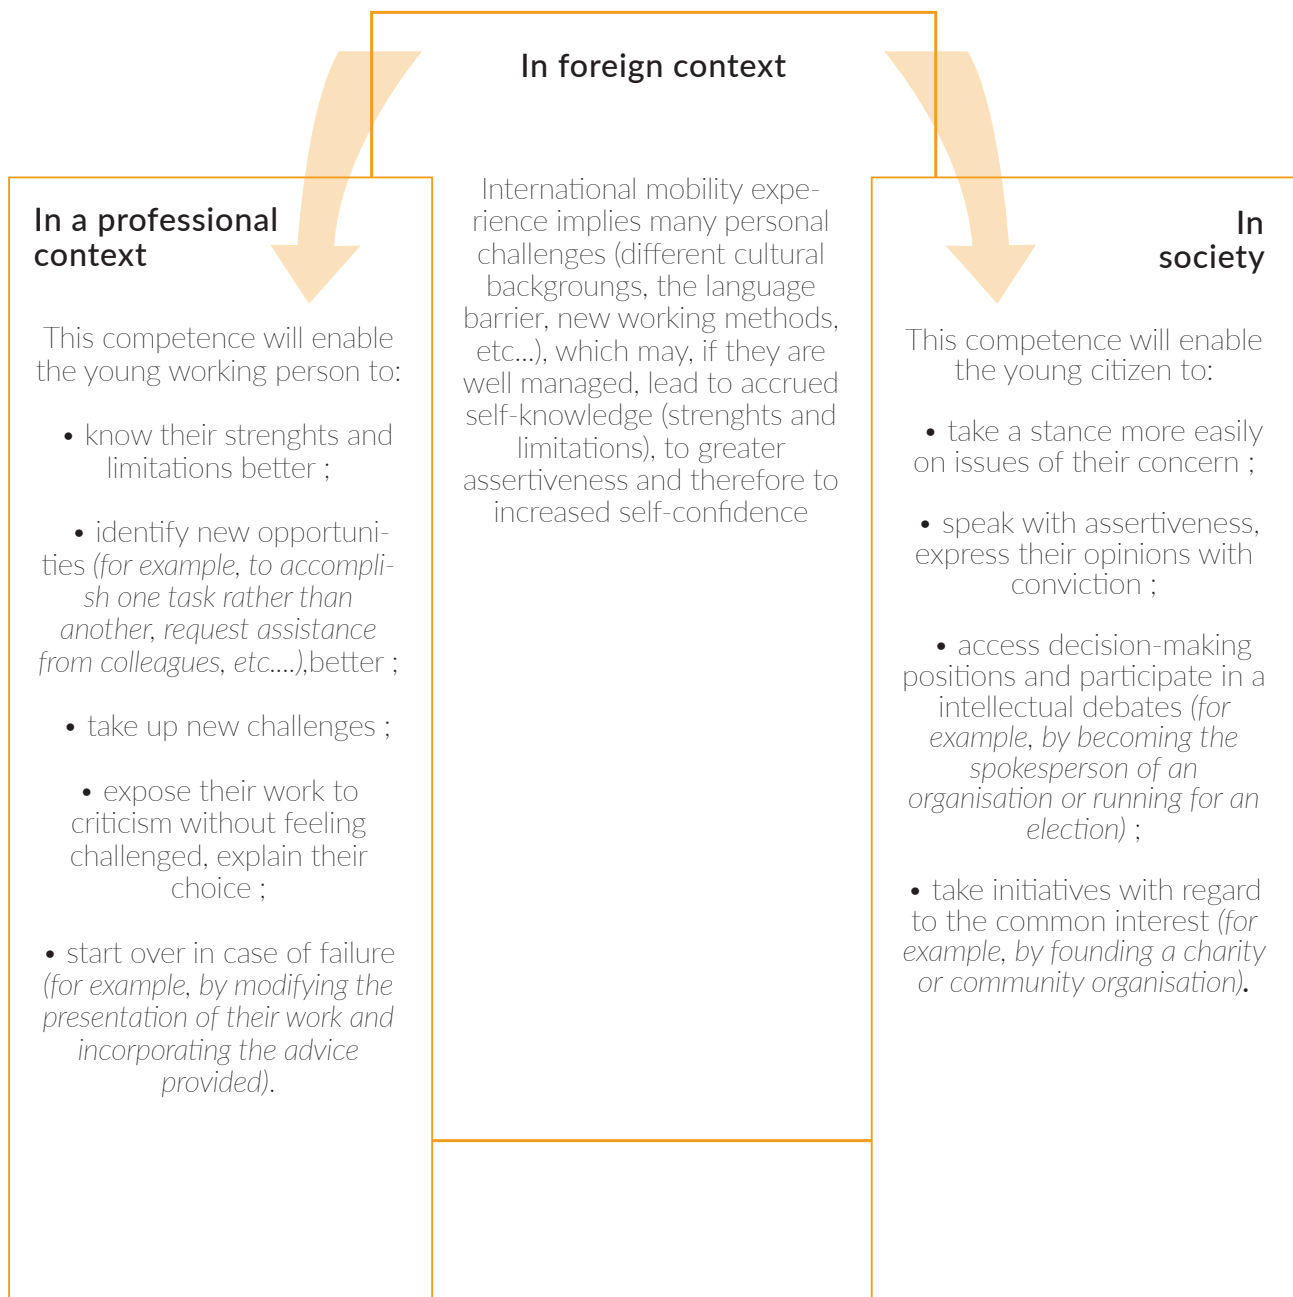 In foreign context
International mobility expe-
rience implies many personal
challenges (different cultural
backgroungs, the language
barrier, new working methods,
etc...), which may, if they are
well managed, lead to accrued
self-knowledge (strenghts and
limitations), to greater
assertiveness and therefore to
increased self-confidence
In a professional
context
This competence will enable
the young working person to:
• know their strenghts and
limitations better ;
• identify new opportuni-
ties (for example, to accompli-
sh one task rather than
another, request assistance
from colleagues, etc....),better ;
• take up new challenges ;
• expose their work to
criticism without feeling
challenged, explain their
choice ;
• start over in case of failure
(for example, by modifying the
presentation of their work and
incorporating the advice
provided).
In
society
This competence will enable
the young citizen to:
• take a stance more easily
on issues of their concern ;
• speak with assertiveness,
express their opinions with
conviction ;
• access decision-making
positions and participate in a
intellectual debates (for
example, by becoming the
spokesperson of an
organisation or running for an
election) ;
• take initiatives with regard
to the common interest (for
example, by founding a charity
or community organisation).